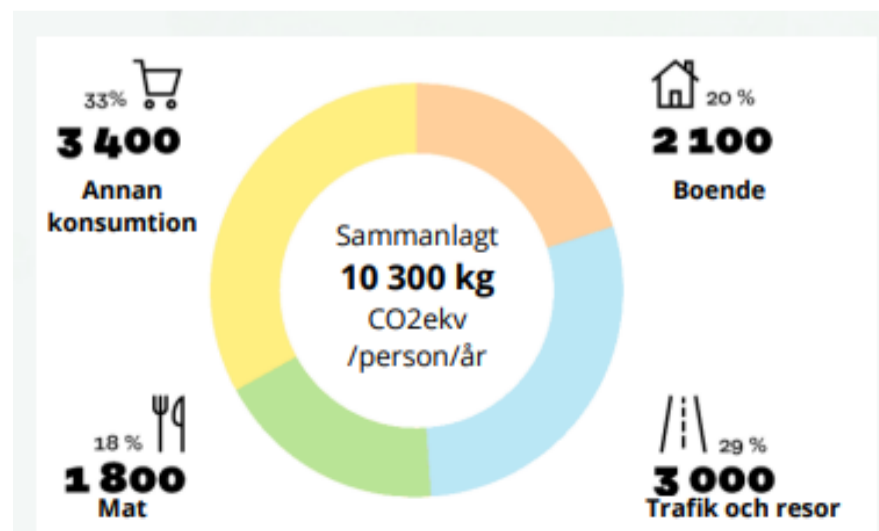 33%
3 400
Annan
konsumtion
20 %
2 100
Boende
Sammanlagt
10 300 kg
CO2ekv
/person/år
18 %
1 800
Mat
29 %
3 000
Trafik och resor